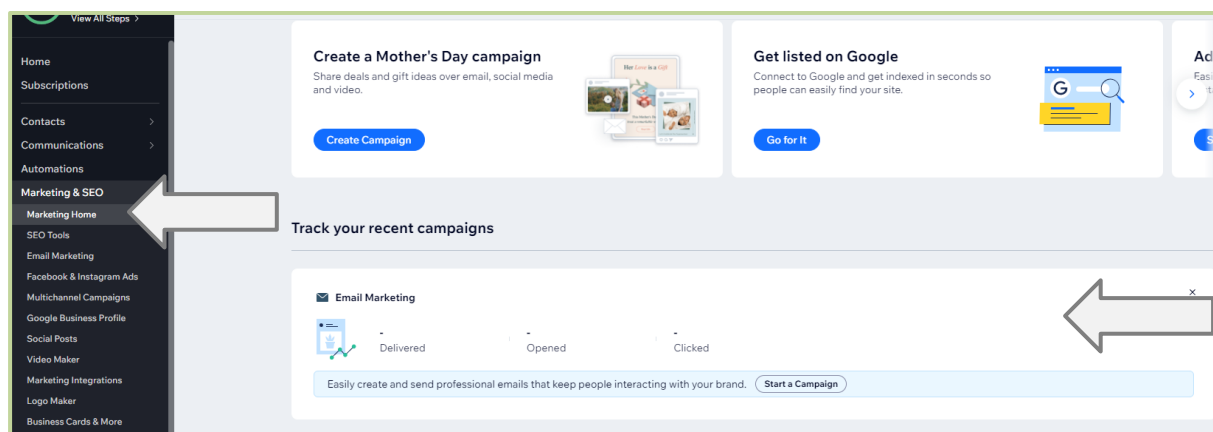 View All Steps >
Home
Subscriptions
Contacts
Communications
Automations
Marketing & SEO
Marketing Home
SEO Tools
Email Marketing
Facebook & Instagram Ads
Multichannel Campaigns
Google Business Profile
Social Posts
Video Maker
Marketing Integrations
Logo Maker
Business Cards & More
Create a Mother's Day campaign
Share deals and gift ideas over email, social media
and video.
Create Campaign
Her Love is a Gift
Get listed on Google
Connect to Google and get indexed in seconds so
people can easily find your site.
Go for It
G
Ad
Track your recent campaigns
Email Marketing
- - -
Delivered Opened Clicked
Easily create and send professional emails that keep people interacting with your brand. Start a Campaign